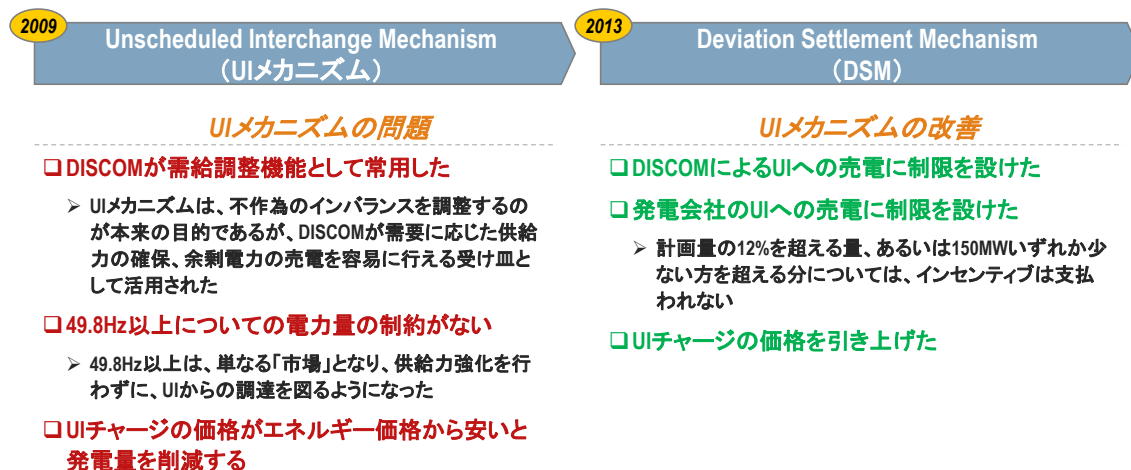 2009
Unscheduled Interchange Mechanism
（UIメカニズム）
UIメカニズムの問題
❑DISCOMが需給調整機能として常用した
➢ UIメカニズムは、不作為のインバランスを調整するの
が本来の目的であるが、DISCOMが需要に応じた供給
力の確保、余剰電力の売電を容易に行える受け皿と
して活用された
❑49.8Hz以上についての電力量の制約がない
➢ 49.8Hz以上は、単なる「市場」となり、供給力強化を行
わずに、UIからの調達を図るようになった
❑UIチャージの価格がエネルギー価格から安いと
発電量を削減する
2013
Deviation Settlement Mechanism
（DSM）
UIメカニズムの改善
❑DISCOMによるUIへの売電に制限を設けた
❑発電会社のUIへの売電に制限を設けた
➢ 計画量の12%を超える量、あるいは150MWいずれか少
ない方を超える分については、インセンティブは支払
われない
❑UIチャージの価格を引き上げた